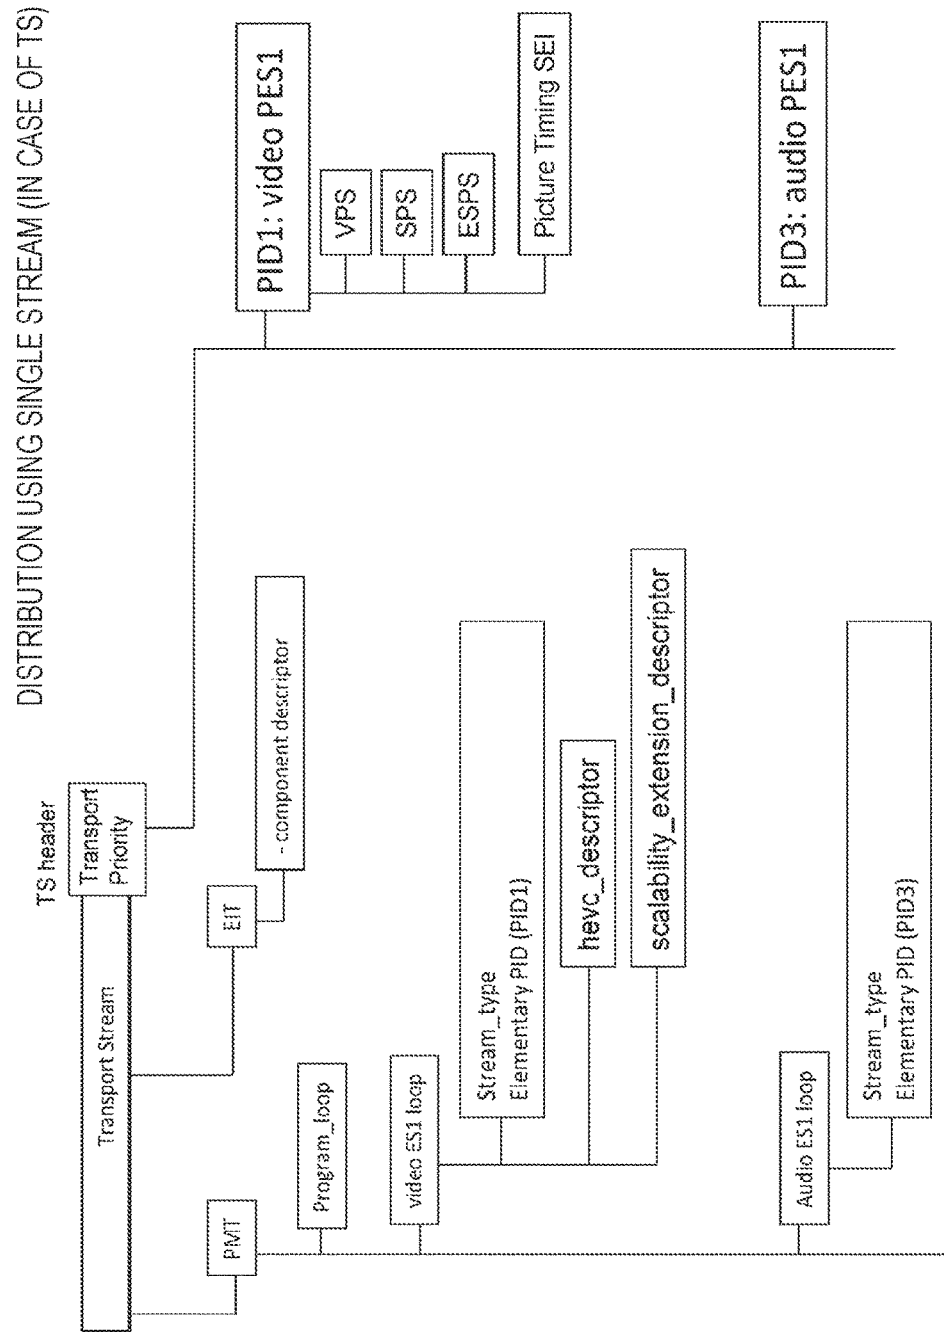 DISTRIBUTION USING SINGLE STREAM (IN CASE OF TS)
TS header
Transport Stream
Transport
Priority
PMT
EIT
- component descriptor
Program_loop
video ES1 loop
Stream_type
Elementary PID (PID1)
hevc_descriptor
scalability_extension_descriptor
Audio ES1 loop
Stream_type
Elementary PID (PID3)
PID1: video PES1
VPS
SPS
ESPS
Picture Timing SEI
PID3: audio PES1